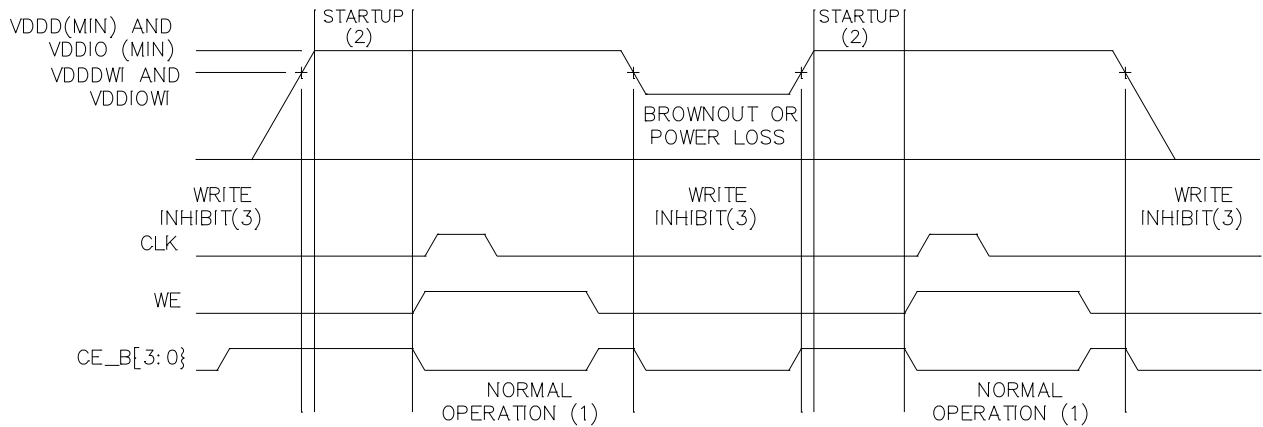 VDDD(MIN) AND
VDDIO (MIN)
VDDDWI AND
VDDIOWI
STARTUP
(2)
STARTUP
(2)
BROWNOUT OR
POWER LOSS
WRITE
INHIBIT(3)
WRITE
INHIBIT(3)
WRITE
INHIBIT(3)
CLK
WE
CE_B[3:0}
NORMAL
OPERATION (1)
NORMAL
OPERATION (1)